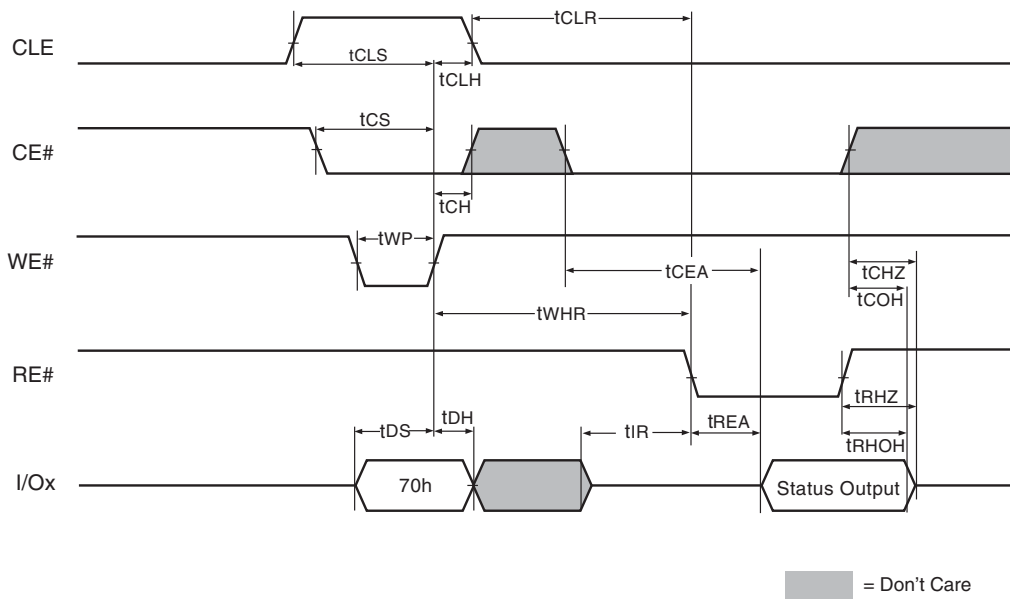 tCLR
CLE
tCLS
tCLH
tCS
CE#
tCH
tWP
WE#
tCEA
tCHZ
tCOH
tWHR
RE#
tRHZ
tDS
tDH
tIR
tREA
tRHOH
I/Ox
70h
Status Output
= Don't Care